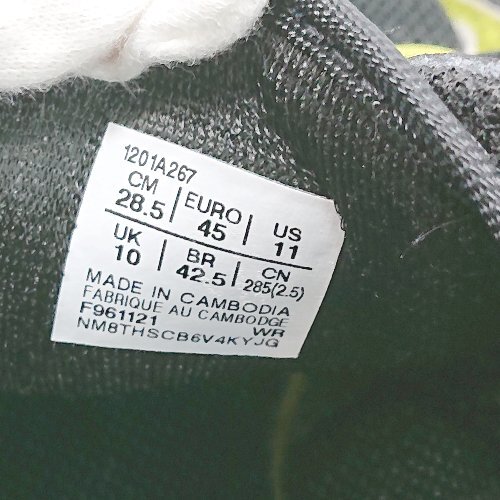 1201A267
CM 28.5 | EURO 45 | US 11
UK 10 | BR 42.5 | CN 285(2.5)
MADE IN CAMBODIA
FABRIQUE AU CAMBODGE
F961121 WR
NM8THSCB6V4KYJG